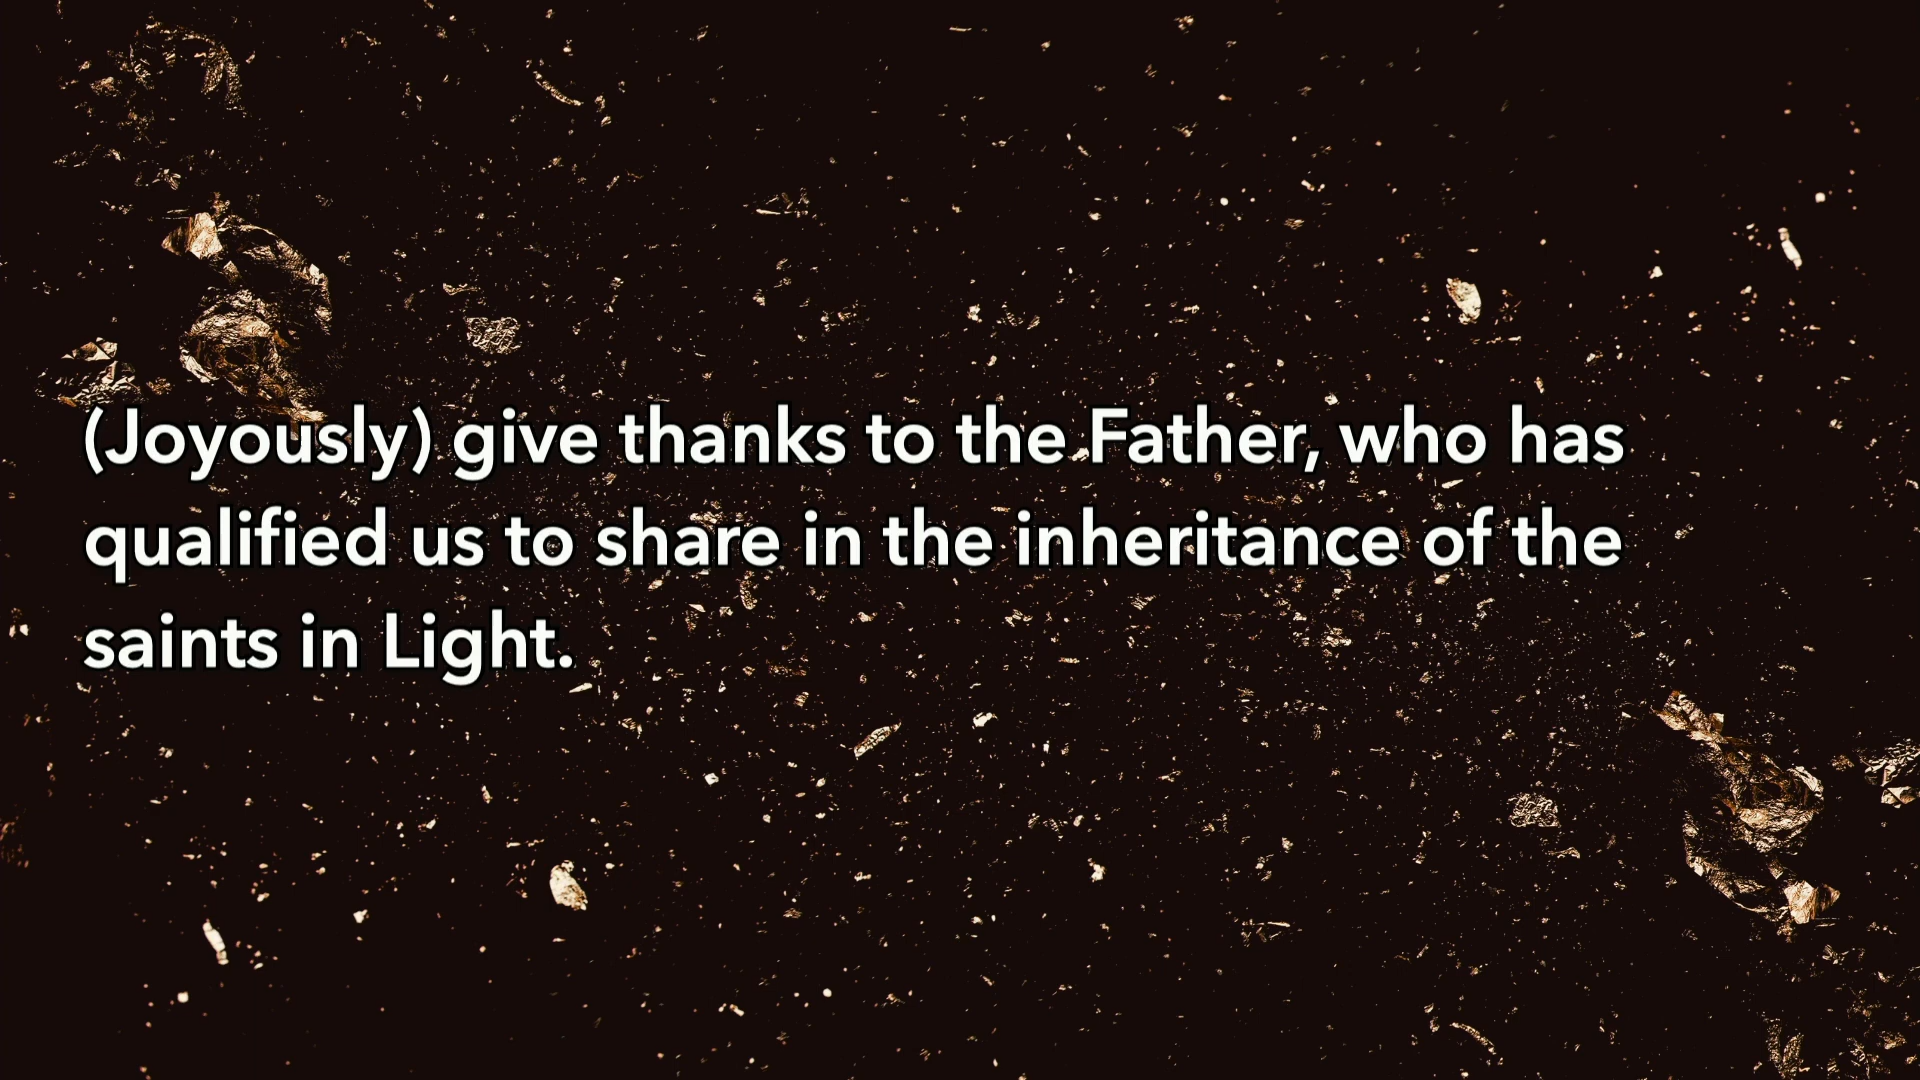 (Joyously) give thanks to the Father, who has
qualified us to share in the inheritance of the
saints in Light.